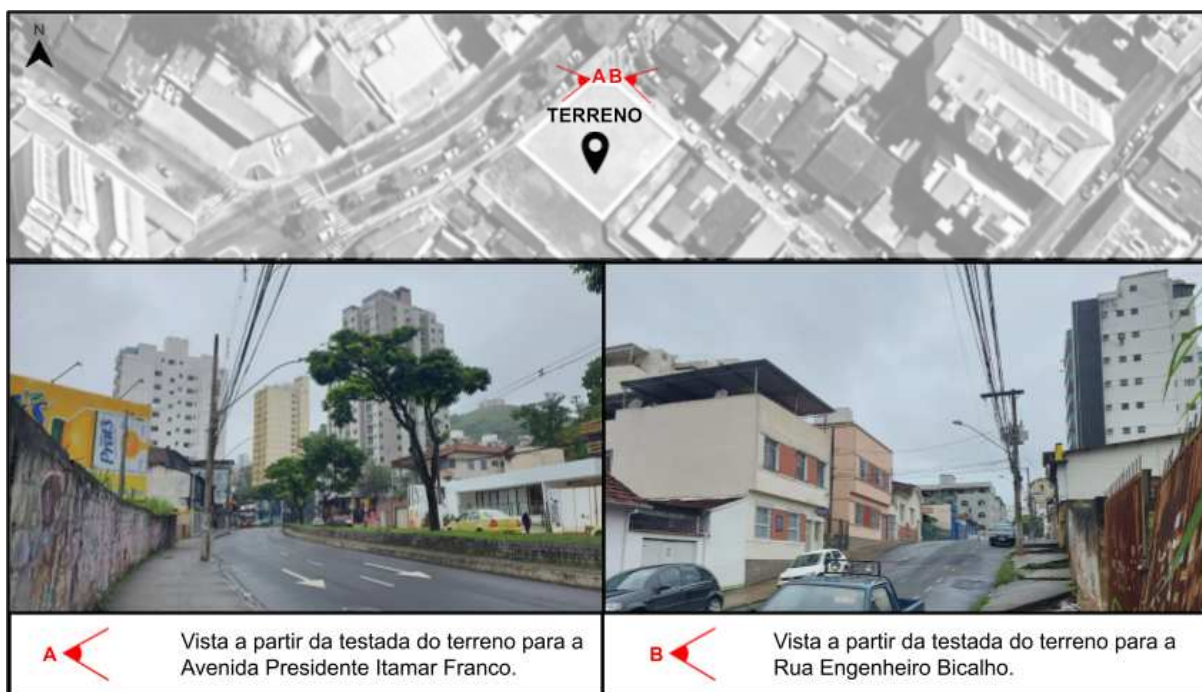 N
A B
TERRENO
Prat's
A
Vista a partir da testada do terreno para a
Avenida Presidente Itamar Franco.
B
Vista a partir da testada do terreno para a
Rua Engenheiro Bicalho.